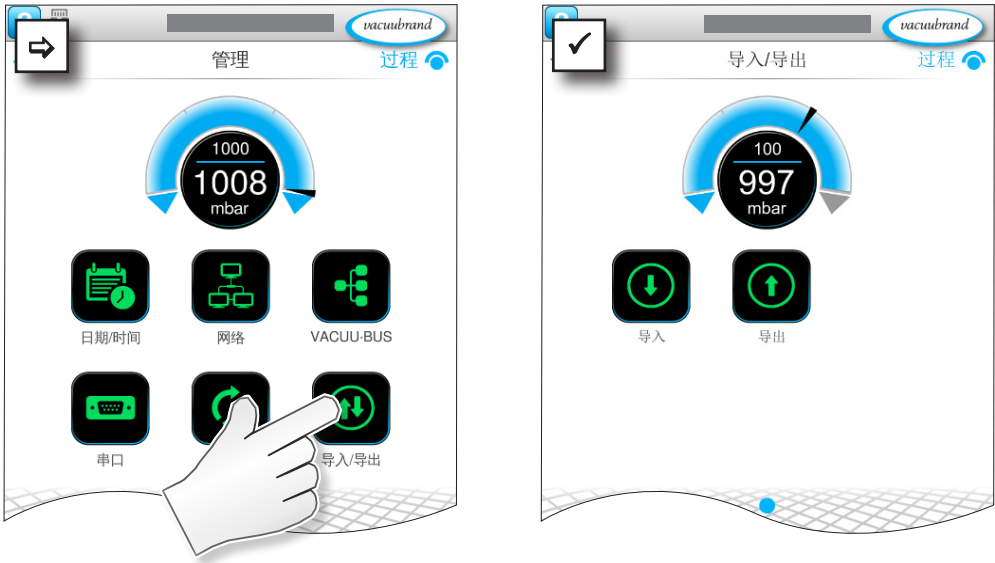 vacuubrand
管理
过程
1000
1008
mbar
日期/时间
网络
VACUU·BUS
串口
导入/导出
vacuubrand
导入/导出
过程
100
997
mbar
导入
导出